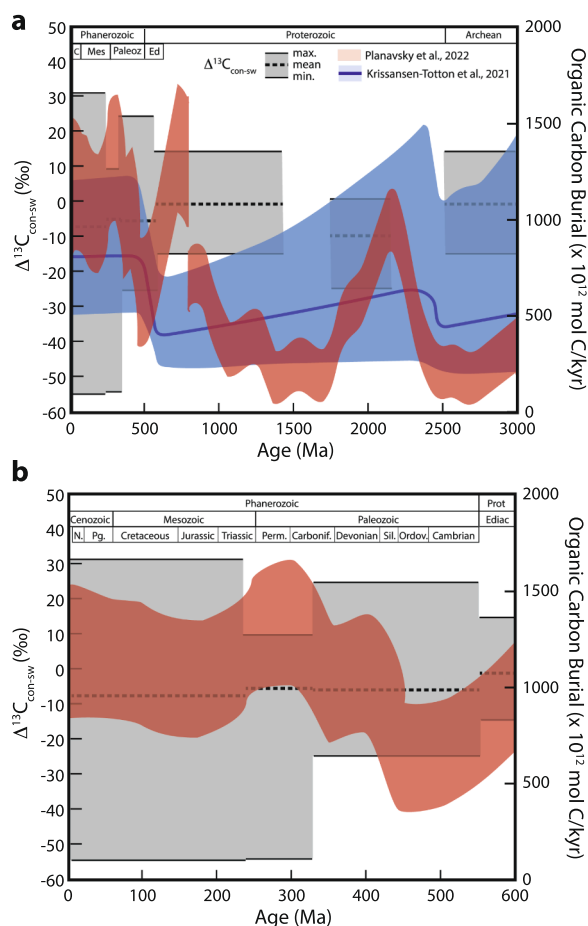 a
Phanerozoic Proterozoic Archean
C Mes Paleoz Ed
Δ13Ccon-sw
max.
mean
min.
Planavsky et al., 2022
Krissansen-Totton et al., 2021
50
40
30
20
10
0
-10
-20
-30
-40
-50
-60
Δ13Ccon-sw (‰)
2000
1500
1000
500
0
Organic Carbon Burial (x 10^12 mol C/kyr)
0 500 1000 1500 2000 2500 3000
Age (Ma)
b
Phanerozoic Prot
Cenozoic Mesozoic Paleozoic Ediac
N. Pg. Cretaceous Jurassic Triassic Perm. Carbonif. Devonian Sil. Ordov. Cambrian
50
40
30
20
10
0
-10
-20
-30
-40
-50
-60
Δ13Ccon-sw (‰)
2000
1500
1000
500
0
Organic Carbon Burial (x 10^12 mol C/kyr)
0 100 200 300 400 500 600
Age (Ma)